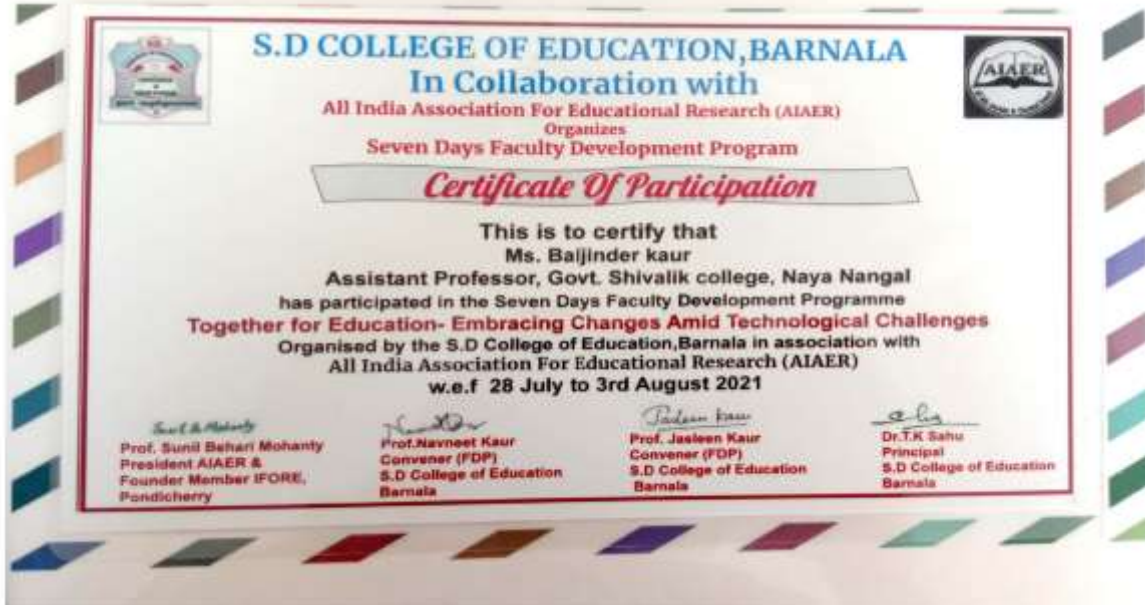 S.D COLLEGE OF EDUCATION,BARNALA
In Collaboration with
All India Association For Educational Research (AIAER)
Organizes
Seven Days Faculty Development Program
AIAER
Certificate Of Participation
This is to certify that
Ms. Baljinder kaur
Assistant Professor, Govt. Shivalik college, Naya Nangal
has participated in the Seven Days Faculty Development Programme
Together for Education- Embracing Changes Amid Technological Challenges
Organised by the S.D College of Education,Barnala in association with
All India Association For Educational Research (AIAER)
w.e.f 28 July to 3rd August 2021
Prof. Sunil Behari Mohanty
President AIAER &
Founder Member IFORE,
Pondicherry
Prof.Navneet Kaur
Convener (FDP)
S.D College of Education
Barnala
Prof. Jasleen Kaur
Convener (FDP)
S.D College of Education
Barnala
Dr.T.K Sahu
Principal
S.D College of Education
Barnala